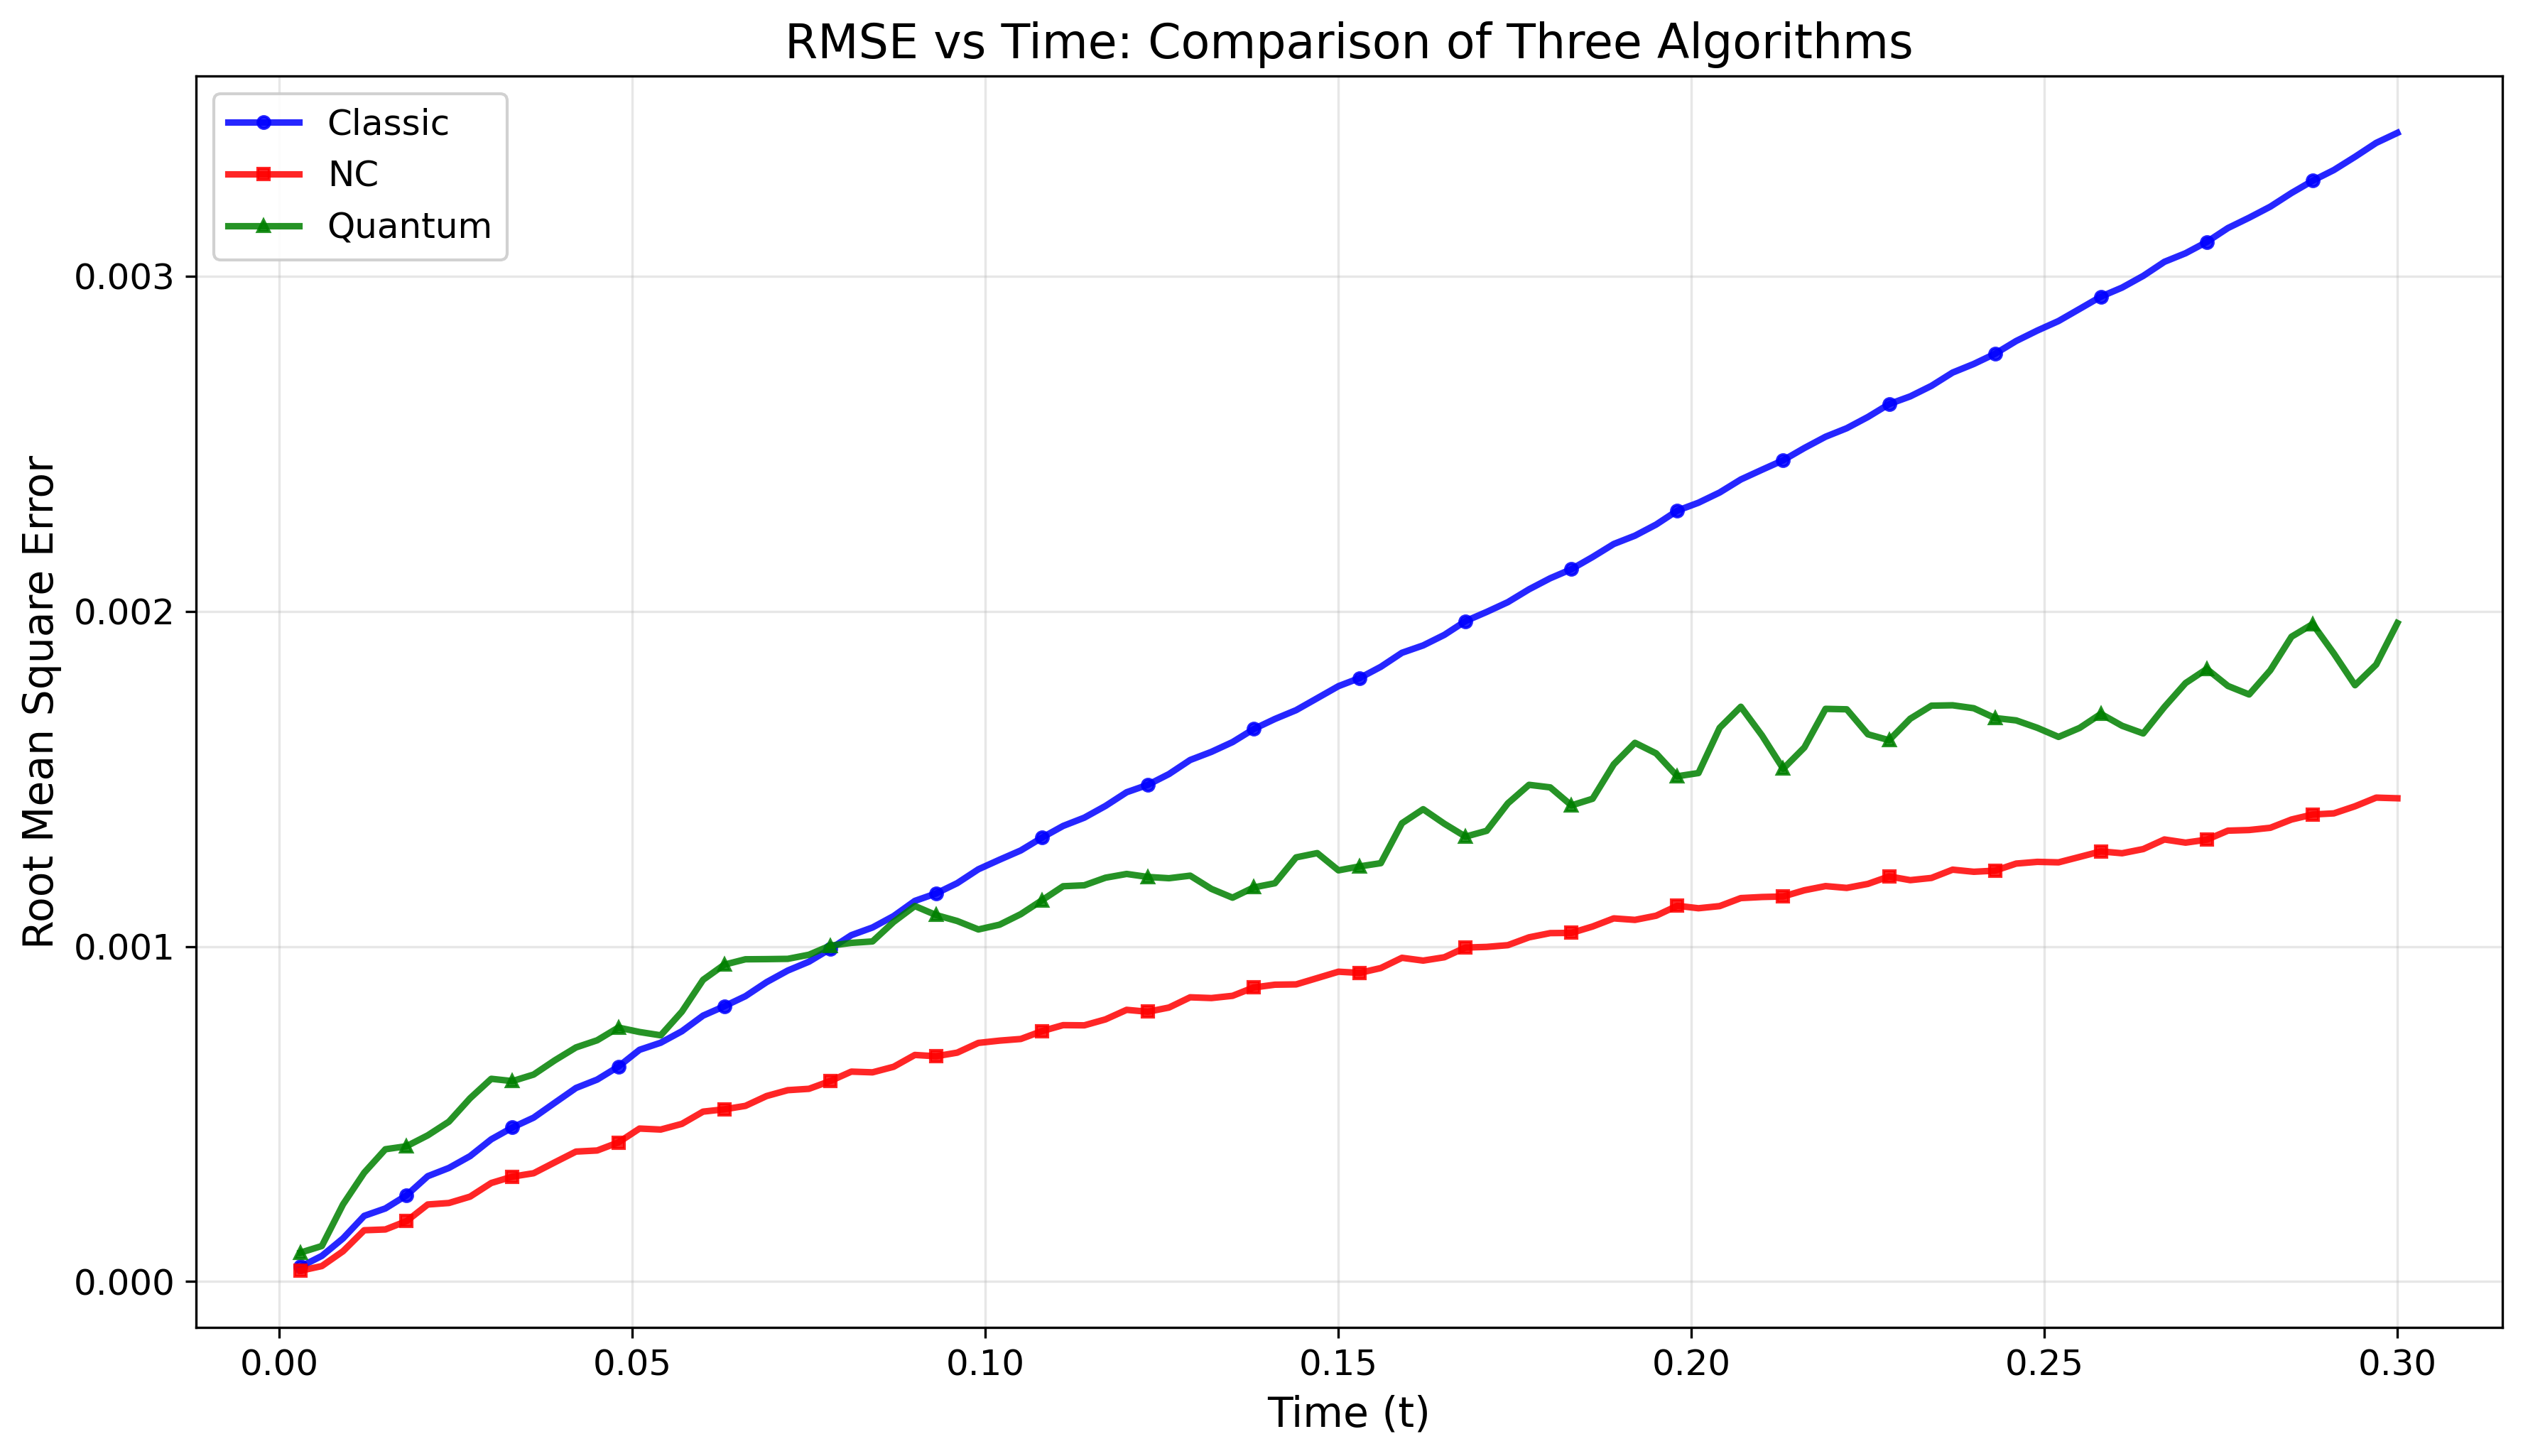 RMSE vs Time: Comparison of Three Algorithms
Classic
NC
Quantum
Root Mean Square Error
0.003
0.002
0.001
0.000
0.00 0.05 0.10 0.15 0.20 0.25 0.30
Time (t)